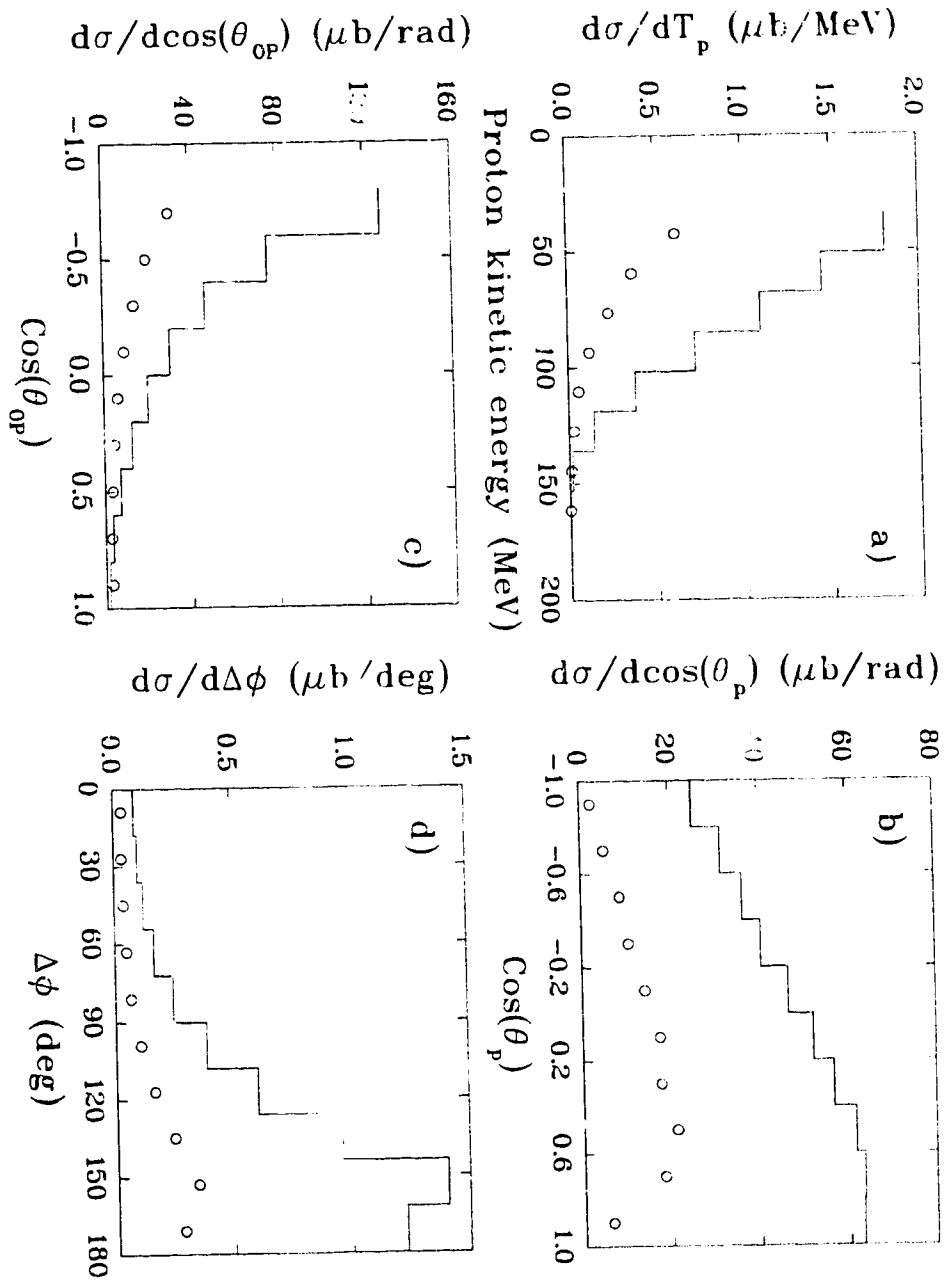 dσ/dT_p (μb/MeV)
0.0 0.5 1.0 1.5 2.0
0 50 100 150 200
Proton kinetic energy (MeV)
a)
dσ/dcos(θ_p) (μb/rad)
0 20 60 80
-1.0 -0.6 -0.2 0.2 0.6 1.0
Cos(θ_p)
b)
dσ/dcos(θ_OP) (μb/rad)
0 40 80 160
-1.0 -0.5 0.0 0.5 1.0
Cos(θ_OP)
c)
dσ/dΔφ (μb/deg)
0.0 0.5 1.0 1.5
0 30 60 90 120 150 180
Δφ (deg)
d)